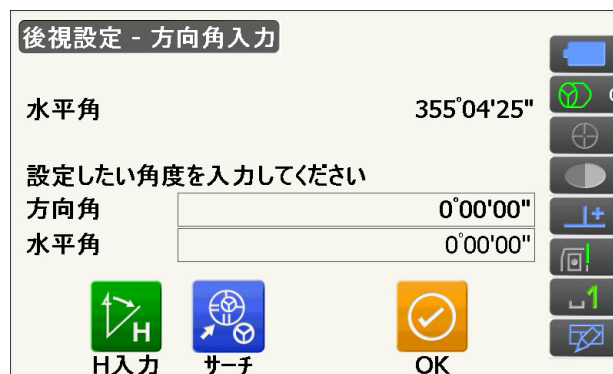 後視設定 - 方向角入力
水平角 355°04'25"
設定したい角度を入力してください
方向角 0°00'00"
水平角 0°00'00"
H
H入力 サーチ OK
1